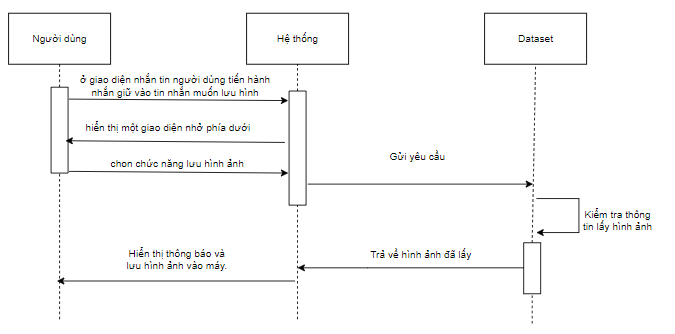 Người dùng
Hệ thống
Dataset
ở giao diện nhắn tin người dùng tiến hành
nhấn giữ vào tin nhắn muốn lưu hình
hiển thị một giao diện nhở phía dưới
chon chức năng lưu hình ảnh
Gửi yêu cầu
Kiểm tra thông
tin lấy hình ảnh
Trả về hình ảnh đã lấy
Hiển thị thông báo và
lưu hình ảnh vào máy.